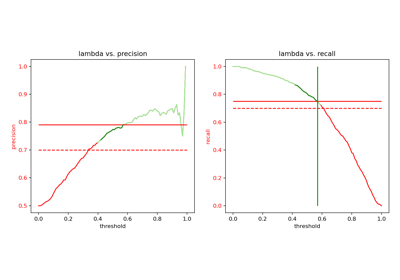 lambda vs. precision
1.0
0.9
0.8
0.7
0.6
0.5
precision
0.0 0.2 0.4 0.6 0.8 1.0
threshold
lambda vs. recall
1.0
0.8
0.6
0.4
0.2
0.0
recall
0.0 0.2 0.4 0.6 0.8 1.0
threshold